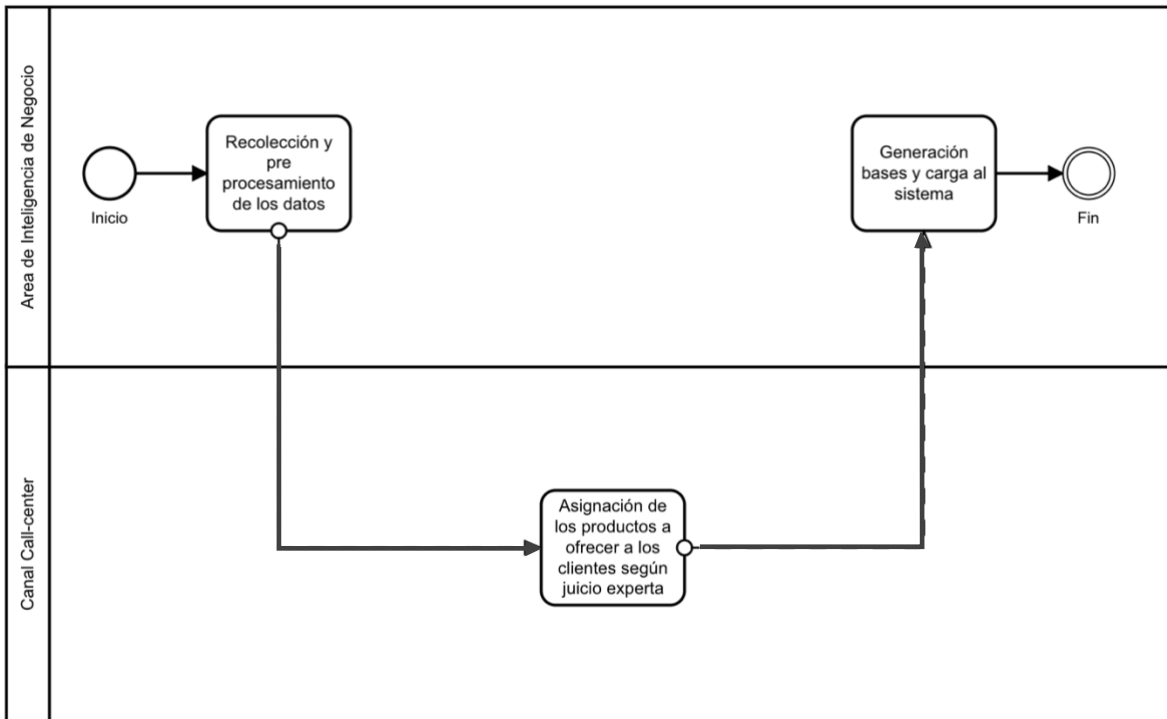 Area de Inteligencia de Negocio
Inicio
Recolección y
pre
procesamiento
de los datos
Generación
bases y carga al
sistema
Fin
Canal Call-center
Asignación de
los productos a
ofrecer a los
clientes según
juicio experta